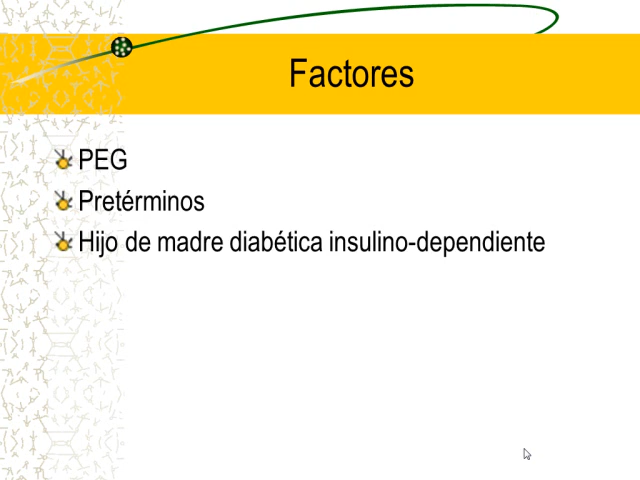 Factores
PEG
Pretérminos
Hijo de madre diabética insulino-dependiente